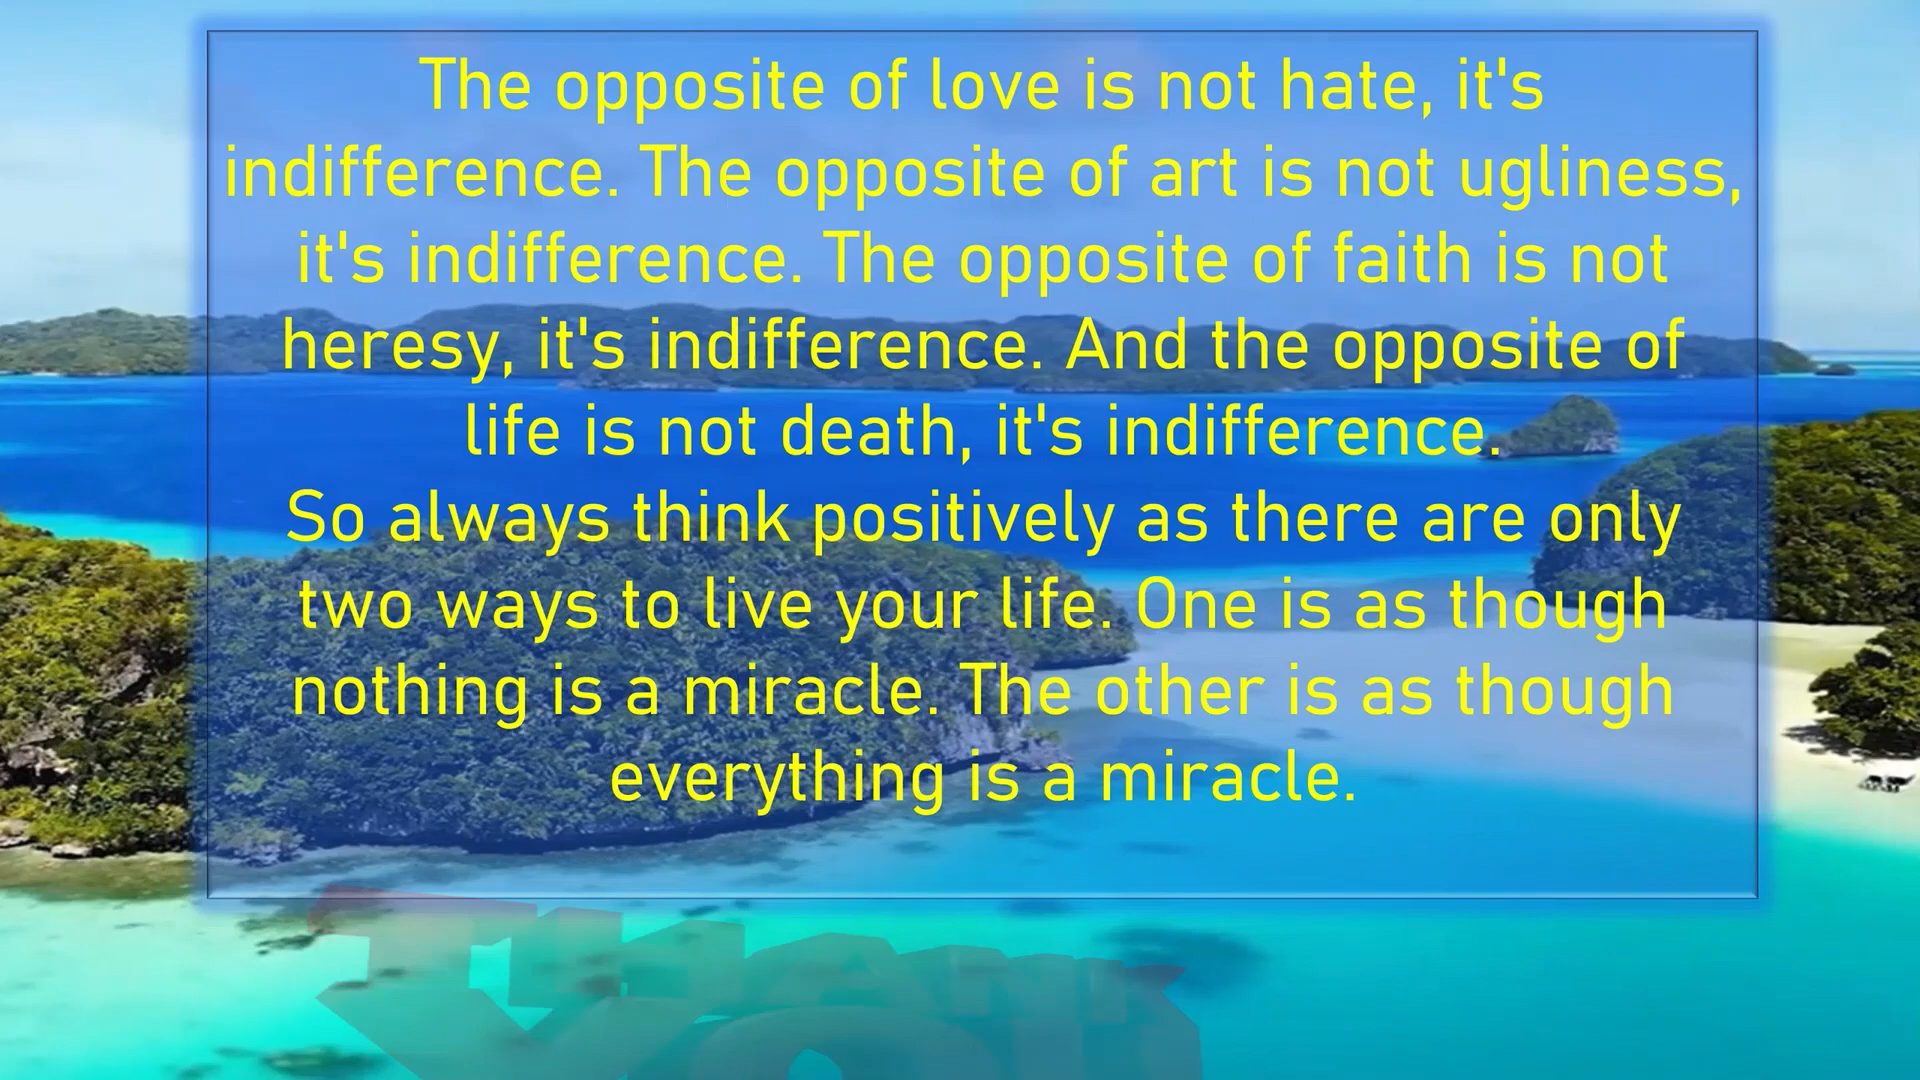 The opposite of love is not hate, it's
indifference. The opposite of art is not ugliness,
it's indifference. The opposite of faith is not
heresy, it's indifference. And the opposite of
life is not death, it's indifference.
So always think positively as there are only
two ways to live your life. One is as though
nothing is a miracle. The other is as though
everything is a miracle.
THANK
YOU